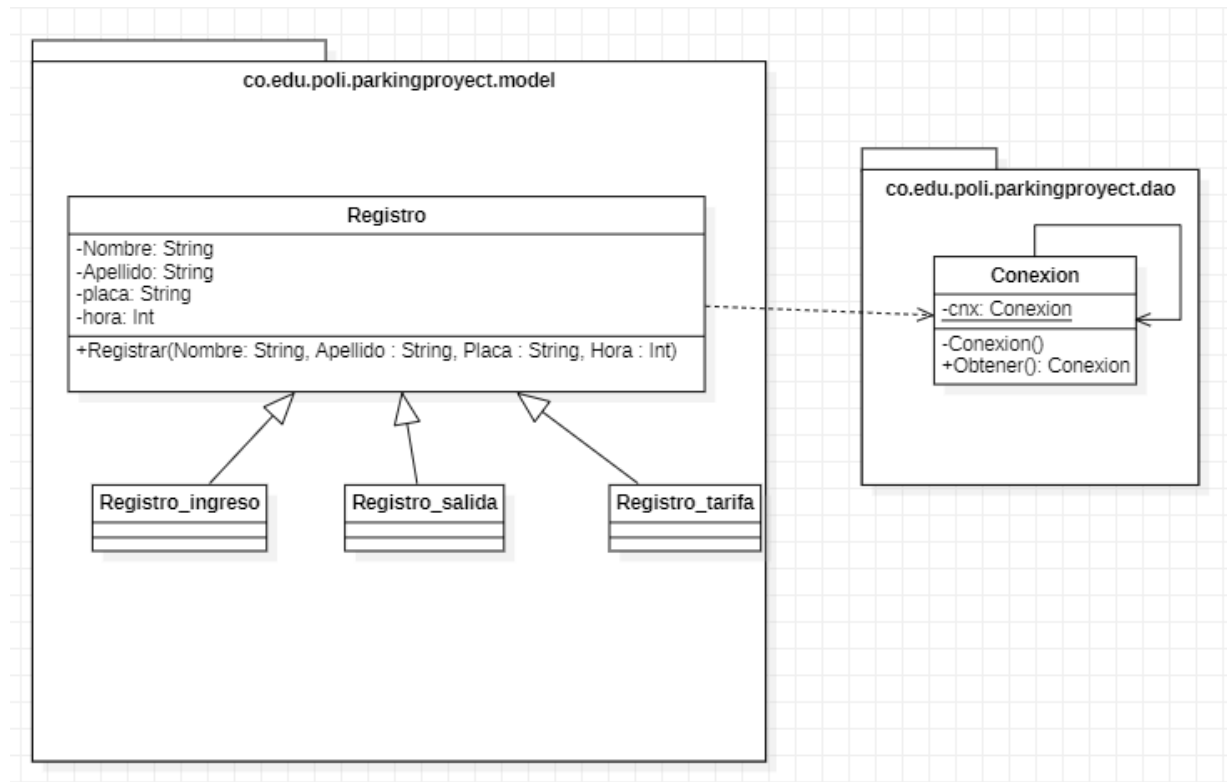 co.edu.poli.parkingproyect.model
Registro
-Nombre: String
-Apellido: String
-placa: String
-hora: Int
+Registrar(Nombre: String, Apellido : String, Placa : String, Hora : Int)
Registro_ingreso
Registro_salida
Registro_tarifa
co.edu.poli.parkingproyect.dao
Conexion
-cnx: Conexion
-Conexion()
+Obtener(): Conexion